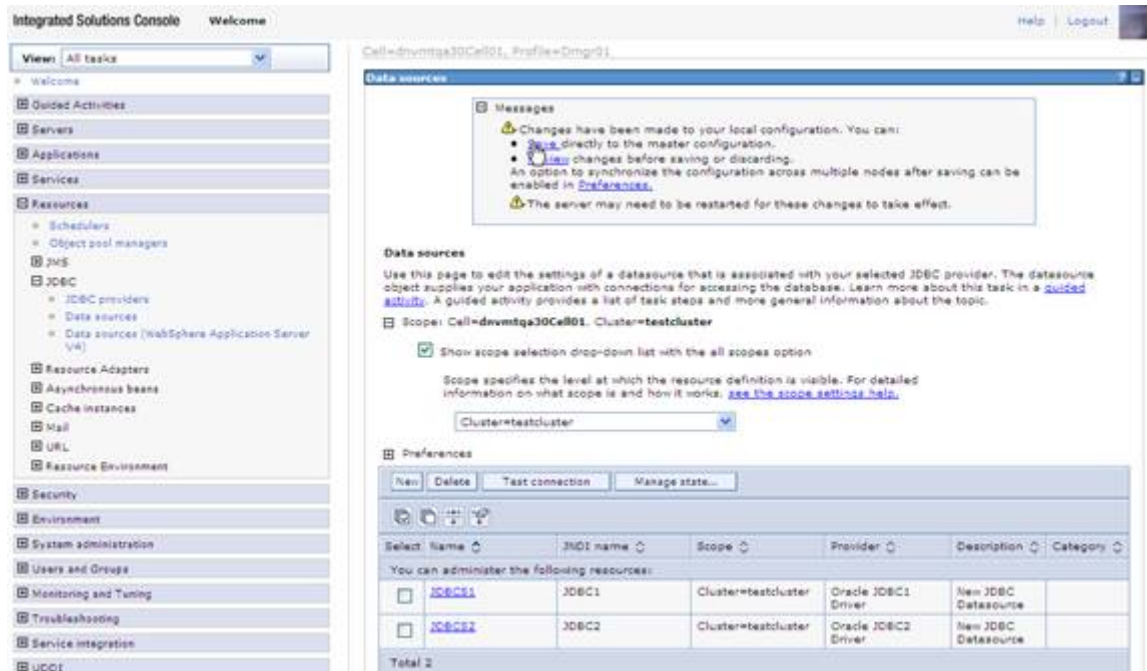 Integrated Solutions Console Welcome Help | Logout
View: All tasks
Welcome
Guided Activities
Servers
Applications
Services
Resources
Schedulers
Object pool managers
JMS
JDBC
JDBC providers
Data sources
Data sources (WebSphere Application Server
V4)
Resource Adapters
Asynchronous beans
Cache instances
Mail
URL
Resource Environment
Security
Environment
System administration
Users and Groups
Monitoring and Tuning
Troubleshooting
Service integration
UDDI
Cell=dnvmtqa30Cell01, Profile=Dmgr01
Data sources ?
Messages
Changes have been made to your local configuration. You can:
Save directly to the master configuration.
changes before saving or discarding.
An option to synchronize the configuration across multiple nodes after saving can be
enabled in Preferences.
The server may need to be restarted for these changes to take effect.
Data sources
Use this page to edit the settings of a datasource that is associated with your selected JDBC provider. The datasource
object supplies your application with connections for accessing the database. Learn more about this task in a guided
activity. A guided activity provides a list of task steps and more general information about the topic.
Scope: Cell=dnvmtqa30Cell01, Cluster=testcluster
Show scope selection drop-down list with the all scopes option
Scope specifies the level at which the resource definition is visible. For detailed
information on what scope is and how it works, see the scope settings help.
Cluster=testcluster
Preferences
New Delete Test connection Manage state...
Select Name JNDI name Scope Provider Description Category
You can administer the following resources:
JDBCS1 JDBC1 Cluster=testcluster Oracle JDBC1 New JDBC
Driver Datasource
JDBCS2 JDBC2 Cluster=testcluster Oracle JDBC2 New JDBC
Driver Datasource
Total 2